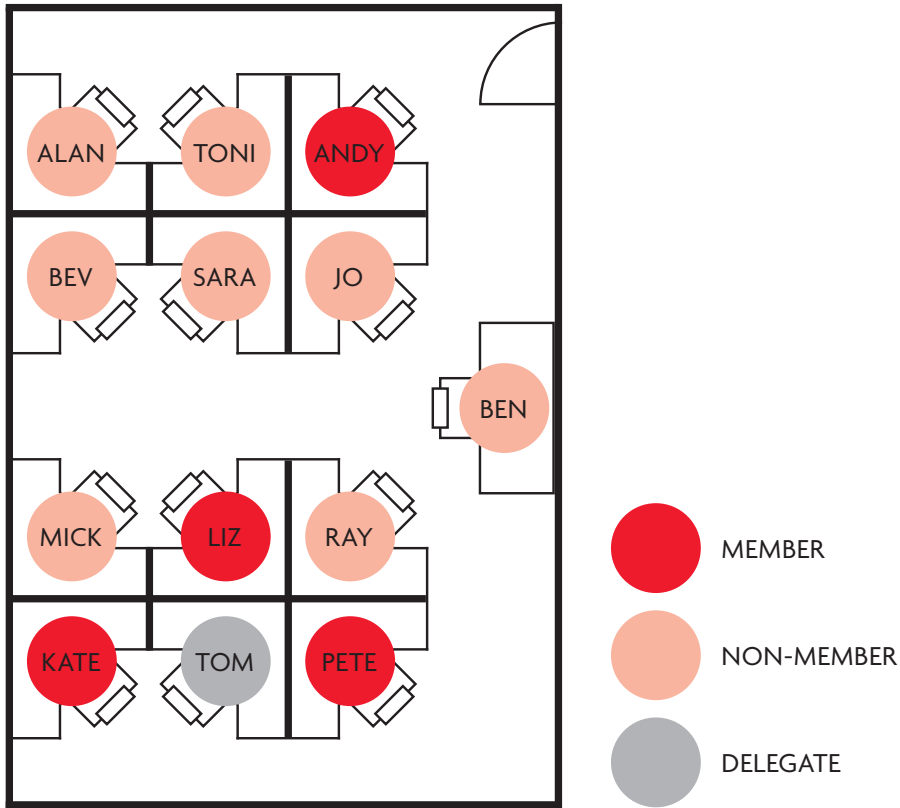 ALAN TONI ANDY
BEV SARA JO
BEN
MICK LIZ RAY
KATE TOM PETE
MEMBER
NON-MEMBER
DELEGATE